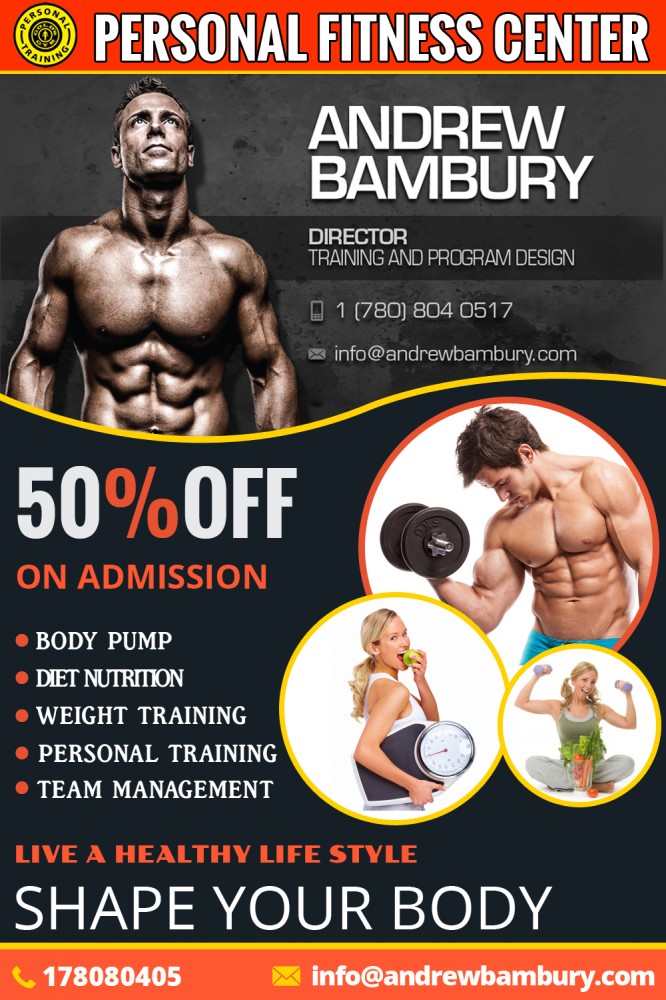 PERSONAL TRAINING
PERSONAL FITNESS CENTER
ANDREW
BAMBURY
DIRECTOR
TRAINING AND PROGRAM DESIGN
1 (780) 804 0517
info@andrewbambury.com
50%OFF
ON ADMISSION
BODY PUMP
DIET NUTRITION
WEIGHT TRAINING
PERSONAL TRAINING
TEAM MANAGEMENT
LIVE A HEALTHY LIFE STYLE
SHAPE YOUR BODY
178080405
info@andrewbambury.com